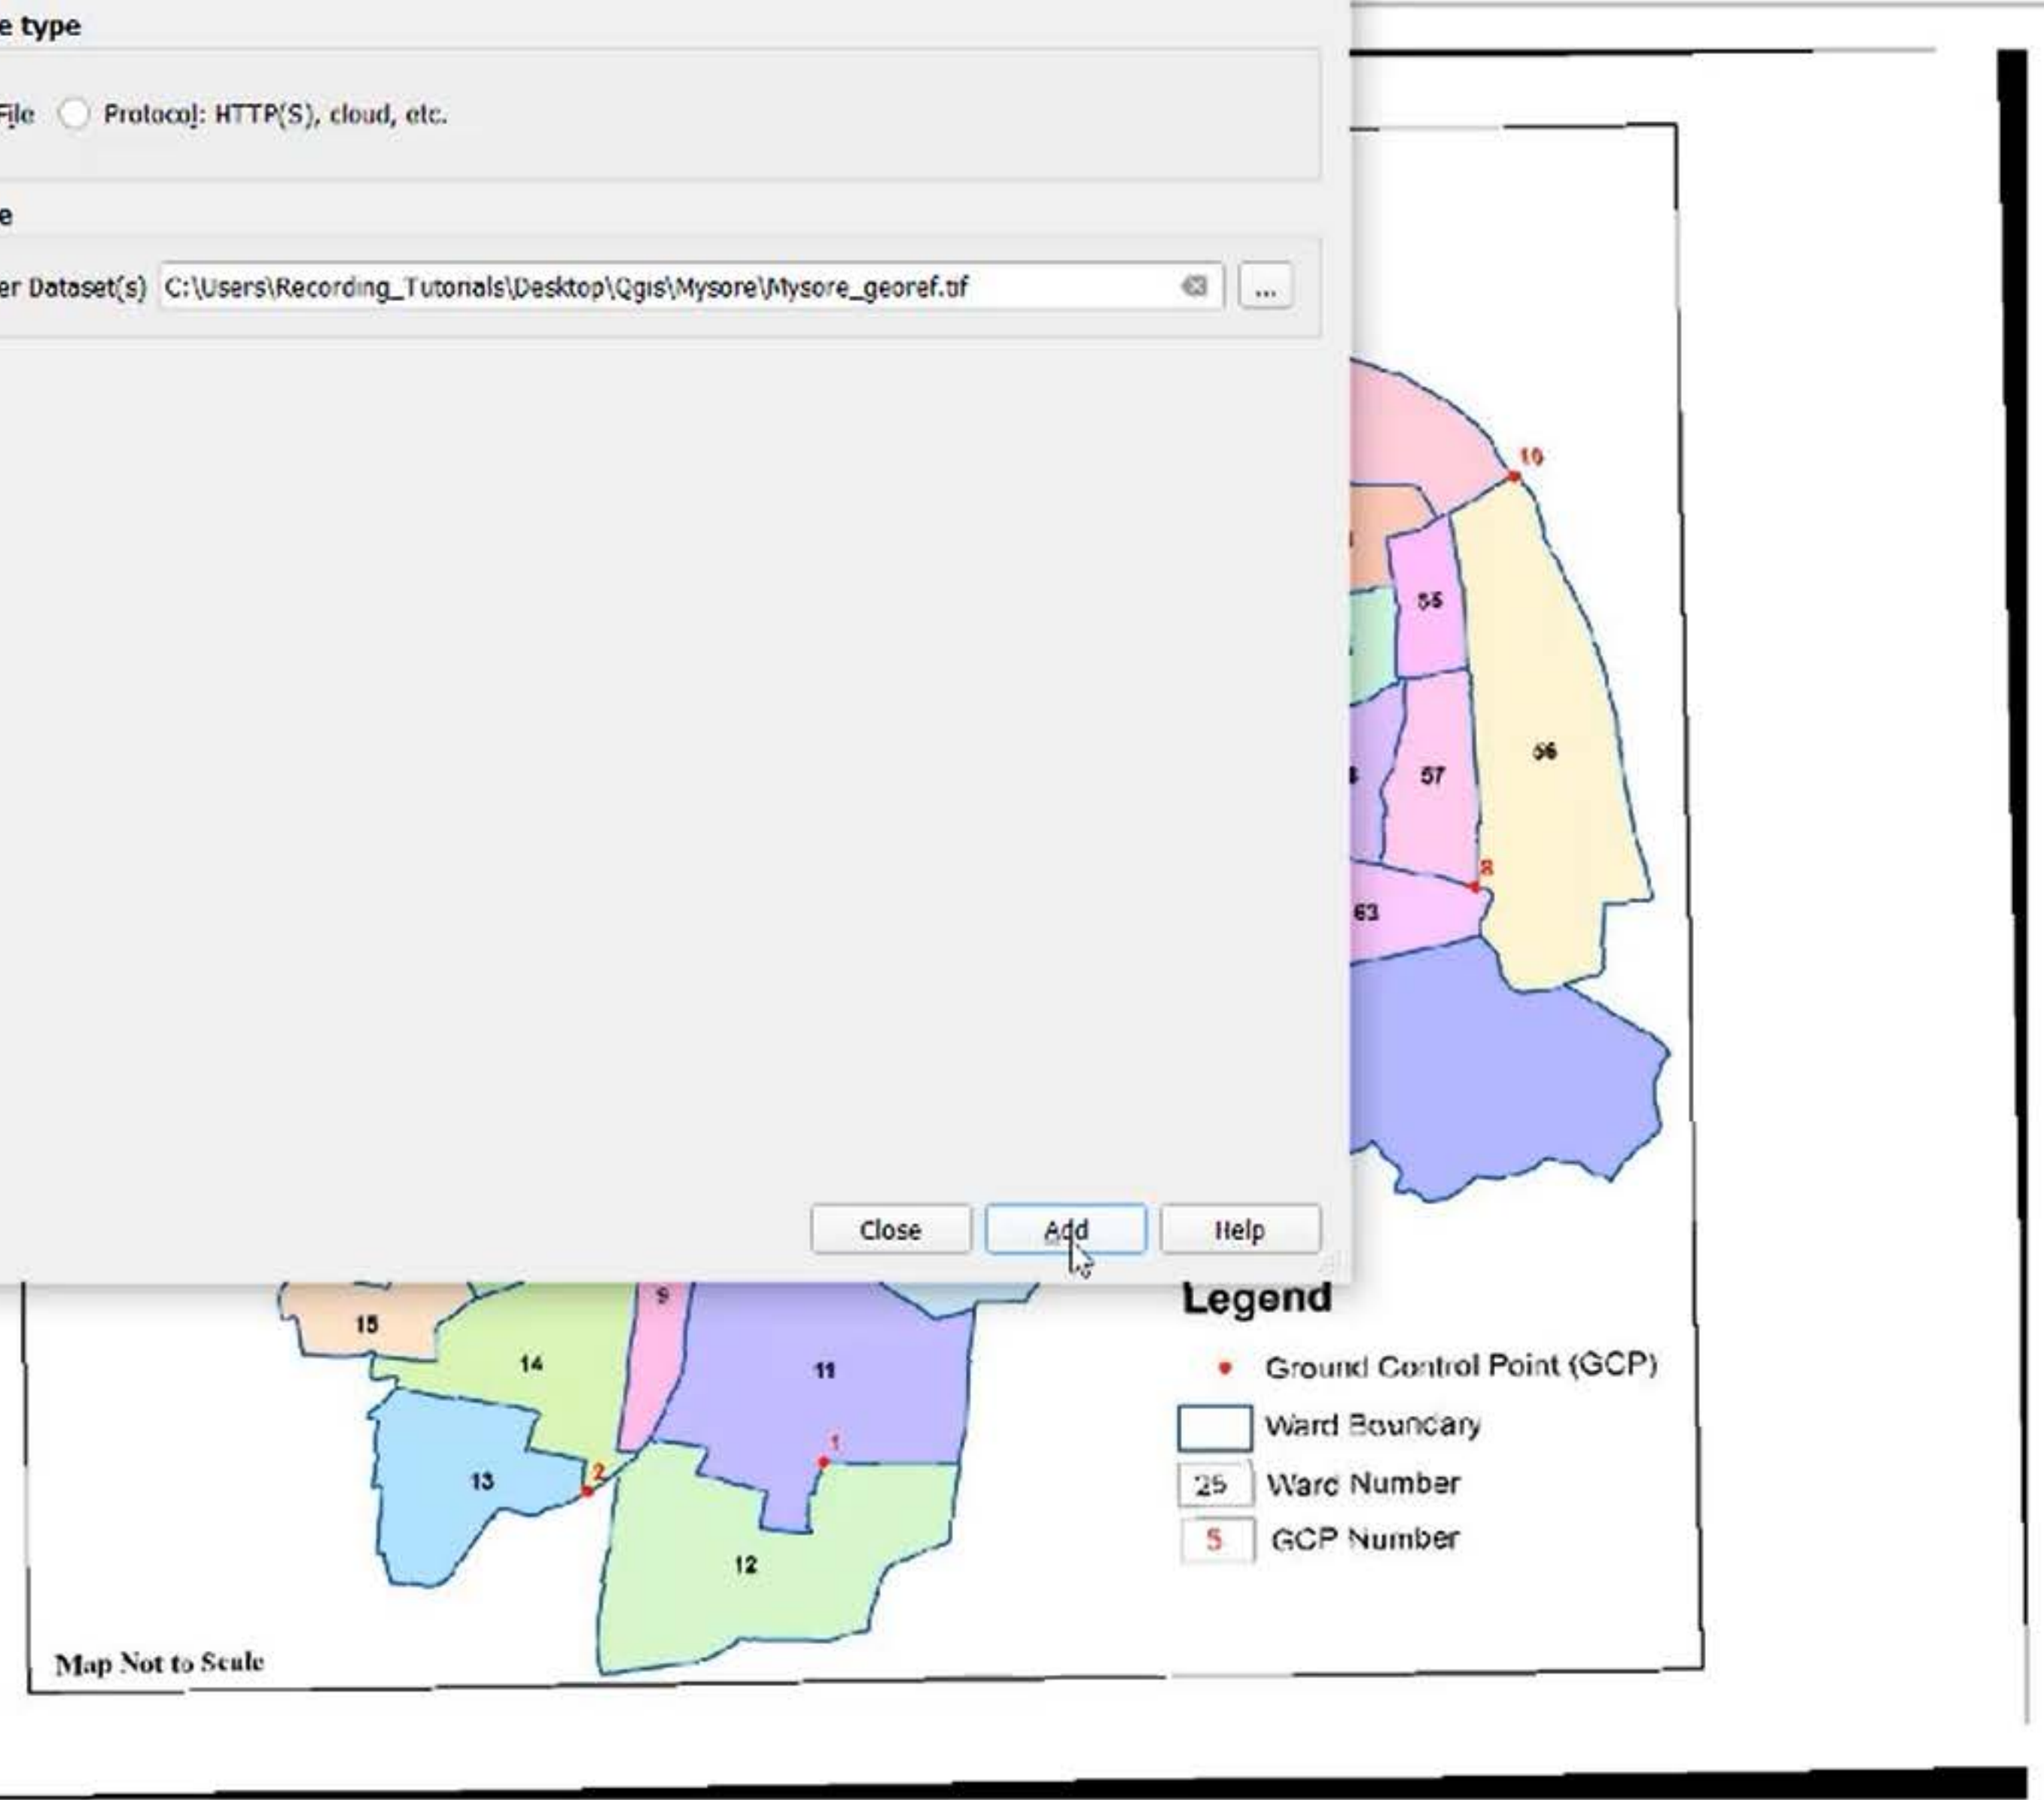 e type
File Protocol: HTTP(S), cloud, etc.
e
er Dataset(s) C:\Users\Recording_Tutorials\Desktop\Qgis\Mysore\Mysore_georef.tif ...
10
55
56
57
8
63
Close Add Help
9
15
14
11
1
13
2
12
Legend
Ground Control Point (GCP)
Ward Boundary
25 Ward Number
5 GCP Number
Map Not to Scale